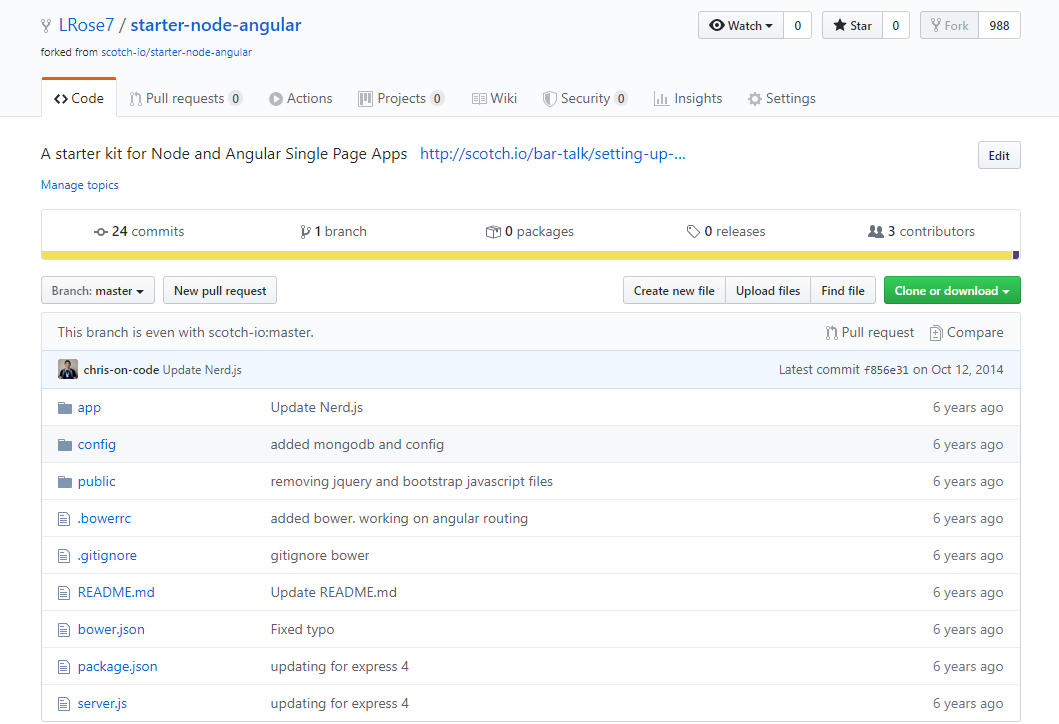 LRose7 / starter-node-angular
Watch 0 Star 0 Fork 988
forked from scotch-io/starter-node-angular
Code Pull requests 0 Actions Projects 0 Wiki Security 0 Insights Settings
A starter kit for Node and Angular Single Page Apps http://scotch.io/bar-talk/setting-up-...
Edit
Manage topics
24 commits 1 branch 0 packages 0 releases 3 contributors
Branch: master New pull request Create new file Upload files Find file Clone or download
This branch is even with scotch-io:master. Pull request Compare
chris-on-code Update Nerd.js Latest commit f856e31 on Oct 12, 2014
app Update Nerd.js 6 years ago
config added mongodb and config 6 years ago
public removing jquery and bootstrap javascript files 6 years ago
.bowerrc added bower. working on angular routing 6 years ago
.gitignore gitignore bower 6 years ago
README.md Update README.md 6 years ago
bower.json Fixed typo 6 years ago
package.json updating for express 4 6 years ago
server.js updating for express 4 6 years ago